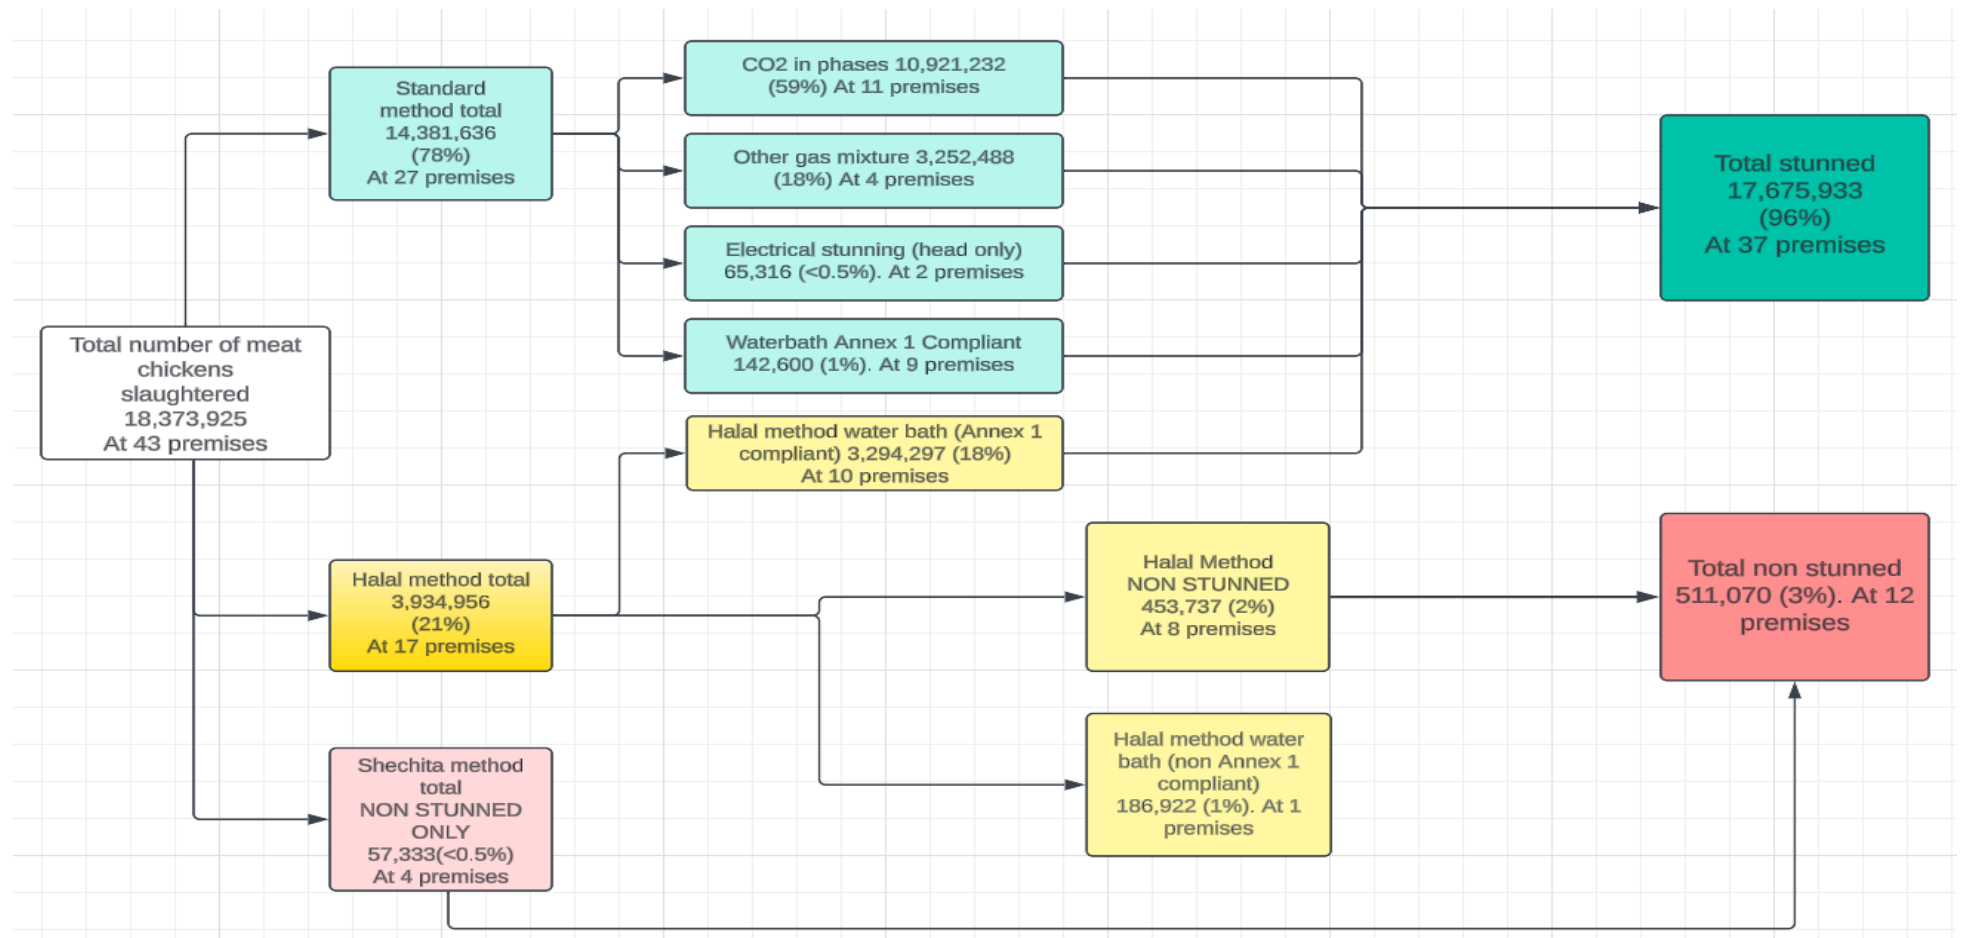 Standard
method total
14,381,636
(78%)
At 27 premises
CO2 in phases 10,921,232
(59%) At 11 premises
Other gas mixture 3,252,488
(18%) At 4 premises
Electrical stunning (head only)
65,316 (<0.5%). At 2 premises
Waterbath Annex 1 Compliant
142,600 (1%). At 9 premises
Total stunned
17,675,933
(96%)
At 37 premises
Total number of meat
chickens
slaughtered
18,373,925
At 43 premises
Halal method water bath (Annex 1
compliant) 3,294,297 (18%)
At 10 premises
Halal method total
3,934,956
(21%)
At 17 premises
Halal Method
NON STUNNED
453,737 (2%)
At 8 premises
Total non stunned
511,070 (3%). At 12
premises
Halal method water
bath (non Annex 1
compliant)
186,922 (1%). At 1
premises
Shechita method
total
NON STUNNED
ONLY
57,333(<0.5%)
At 4 premises